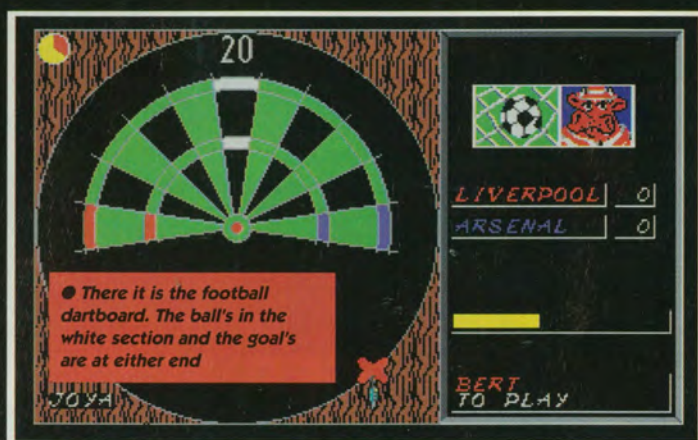 20
LIVERPOOL 0
ARSENAL 0
● There it is the football
dartboard. The ball's in the
white section and the goal's
are at either end
JOYA
BERT
TO PLAY